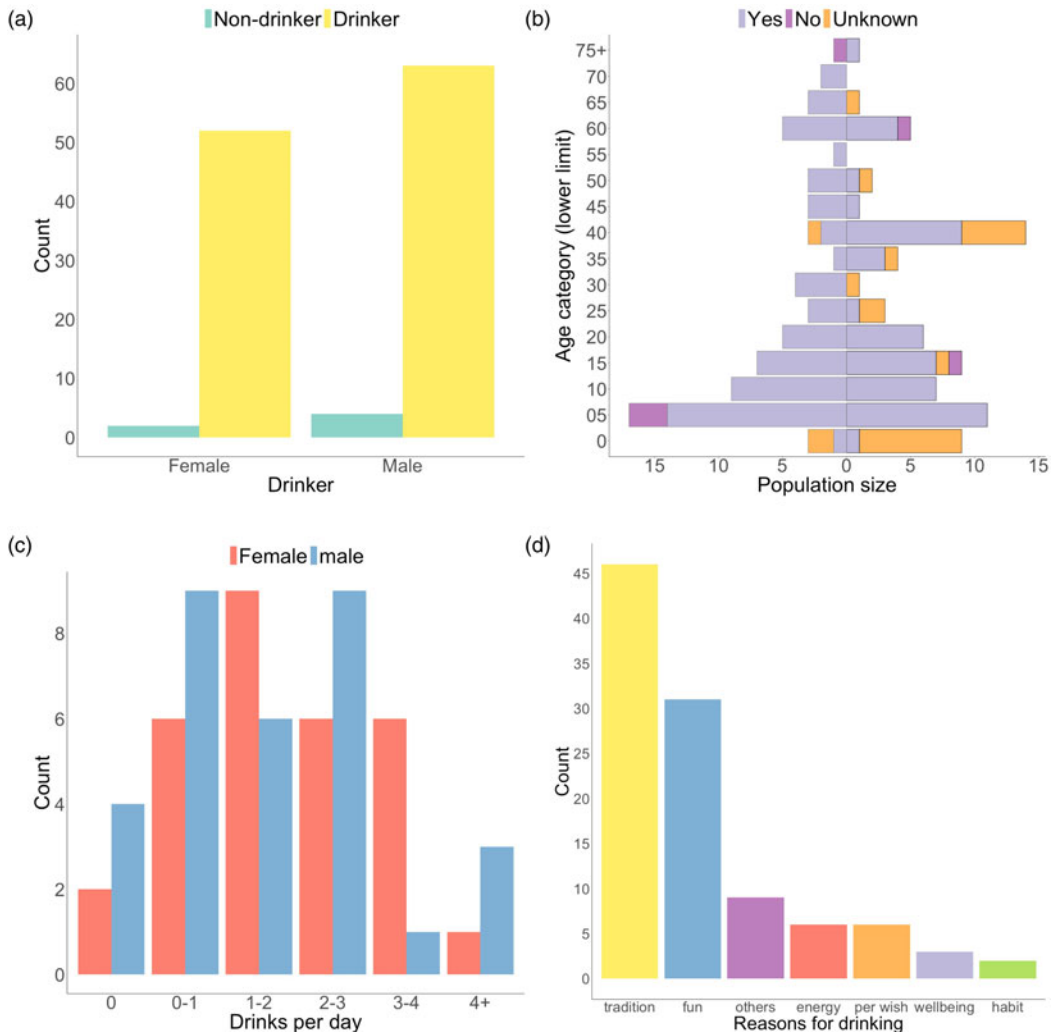 (a)
Non-drinker Drinker
60
50
40
30
20
10
0
Count
Female Male
Drinker
(b)
Yes No Unknown
75+
70
65
60
55
50
45
40
35
30
25
20
15
10
05
0
Age category (lower limit)
15 10 5 0 5 10 15
Population size
(c)
Female male
8
6
4
2
0
Count
0 0-1 1-2 2-3 3-4 4+
Drinks per day
(d)
45
40
35
30
25
20
15
10
5
0
Count
tradition fun others energy per wish wellbeing habit
Reasons for drinking